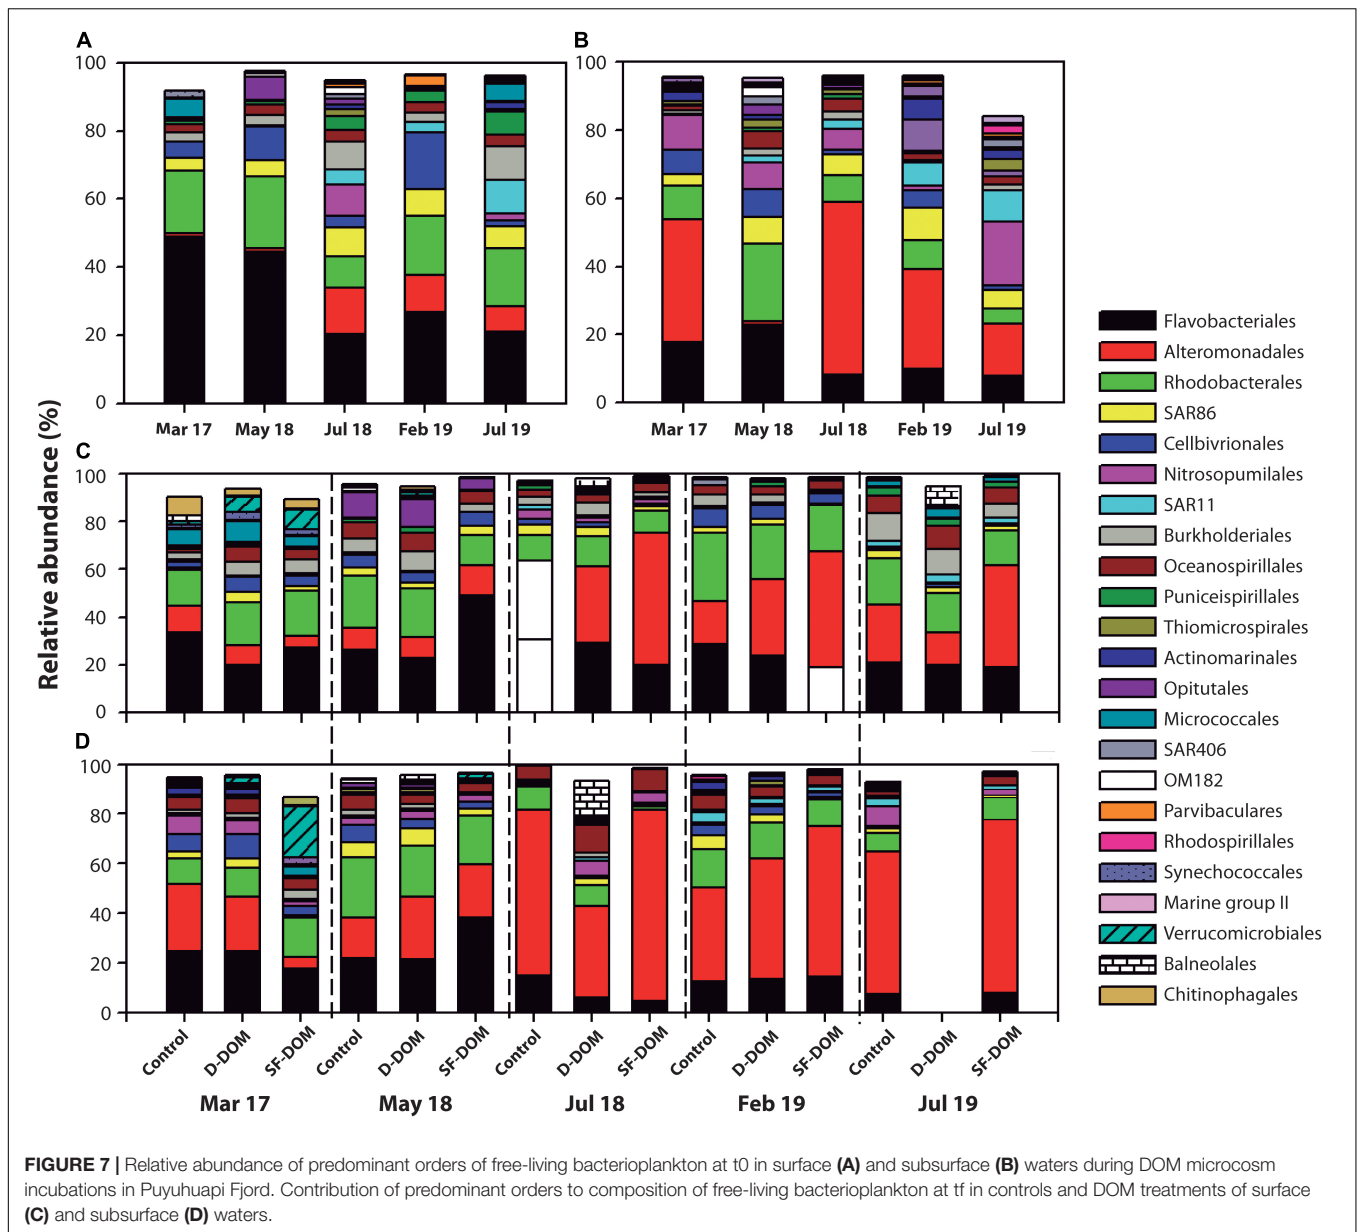 A
B
100
80
60
40
20
0
Mar 17 May 18 Jul 18 Feb 19 Jul 19
100
80
60
40
20
0
Mar 17 May 18 Jul 18 Feb 19 Jul 19
Relative abundance (%)
C
100
80
60
40
20
0
D
100
80
60
40
20
0
Control D-DOM SF-DOM Control D-DOM SF-DOM Control D-DOM SF-DOM Control D-DOM SF-DOM Control D-DOM SF-DOM
Mar 17 May 18 Jul 18 Feb 19 Jul 19
Flavobacteriales
Alteromonadales
Rhodobacterales
SAR86
Cellbivrionales
Nitrosopumilales
SAR11
Burkholderiales
Oceanospirillales
Puniceispirillales
Thiomicrospirales
Actinomarinales
Opitutales
Micrococcales
SAR406
OM182
Parvibaculares
Rhodospirillales
Synechococcales
Marine group II
Verrucomicrobiales
Balneolales
Chitinophagales
FIGURE 7 | Relative abundance of predominant orders of free-living bacterioplankton at t0 in surface (A) and subsurface (B) waters during DOM microcosm
incubations in Puyuhuapi Fjord. Contribution of predominant orders to composition of free-living bacterioplankton at tf in controls and DOM treatments of surface
(C) and subsurface (D) waters.